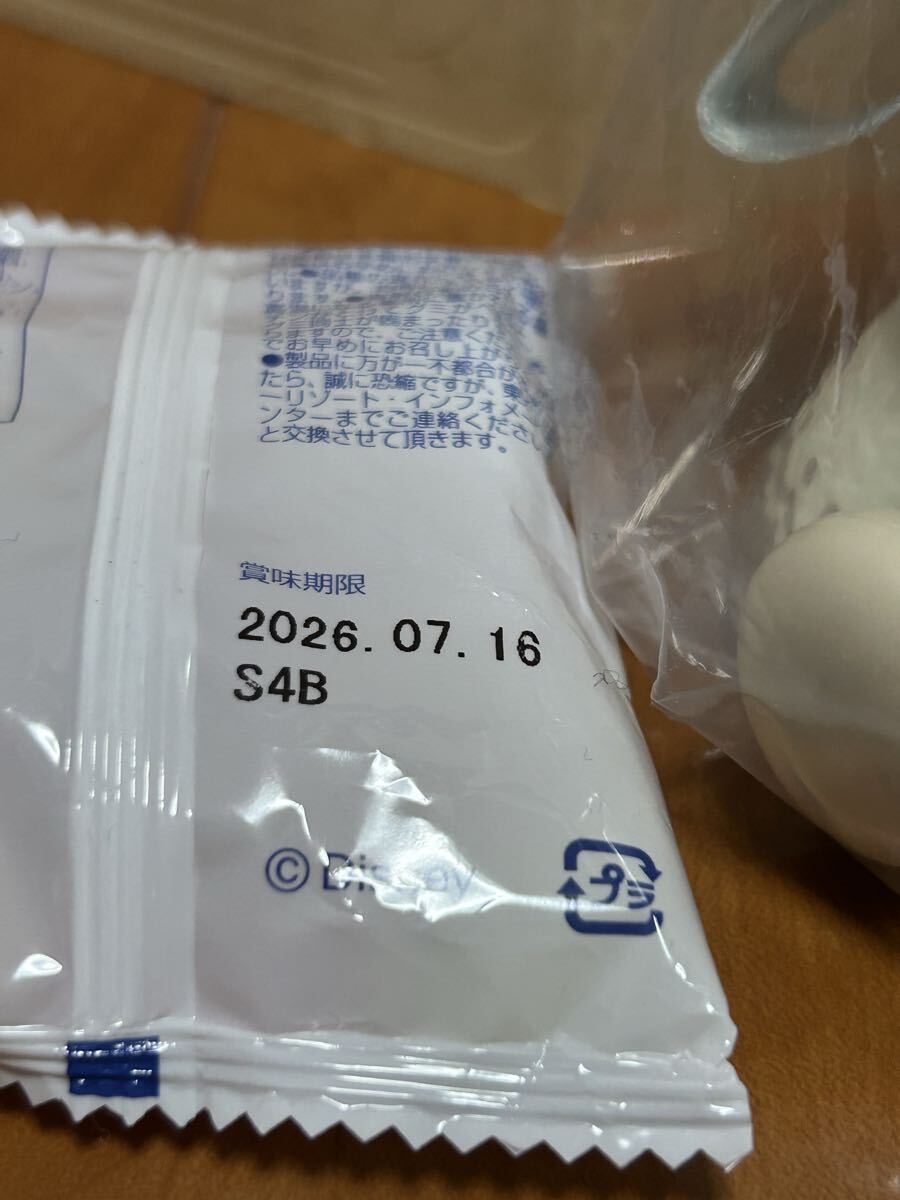 でお早めにお召し上が
●製品に万が一不都合が
たら、誠に恐縮ですが、東
ーリゾート・インフォメー
ンターまでご連絡くださし
と交換させて頂きます。
賞味期限
2026.07.16
S4B
© Disney
プラ